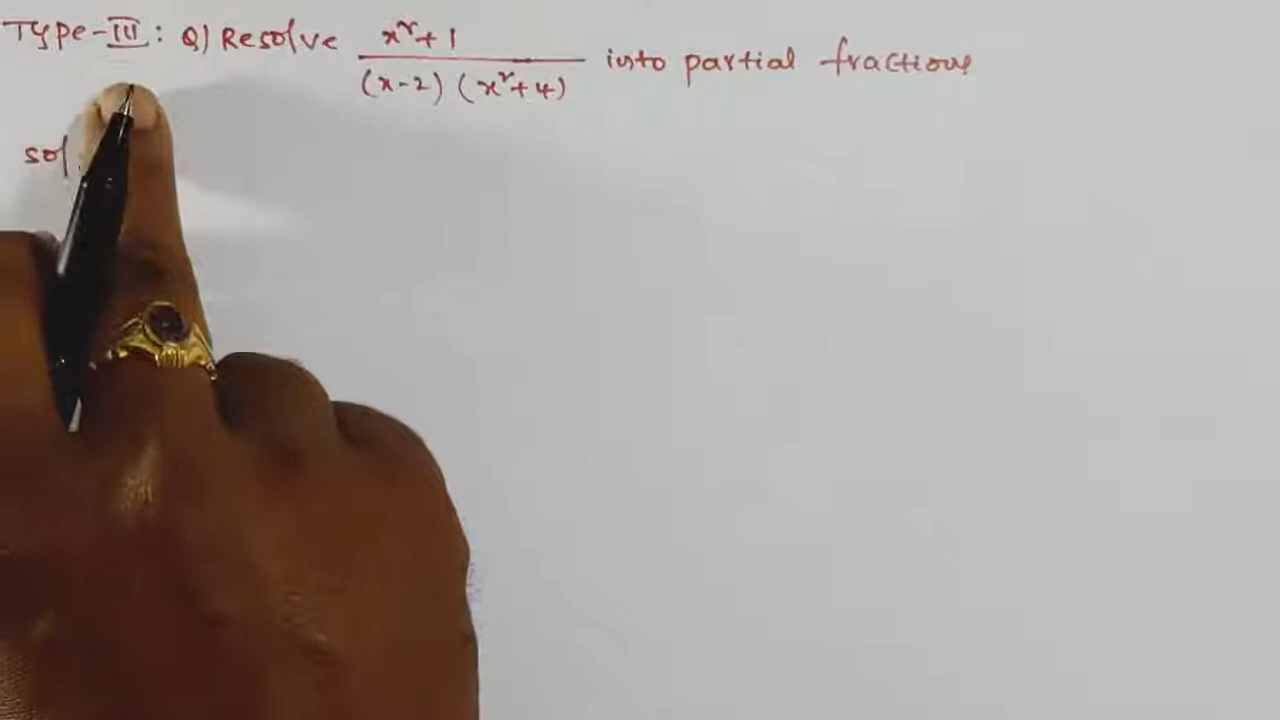 Type-III: Q) Resolve x²+1 / (x-2) (x²+4) into partial fractions
sol